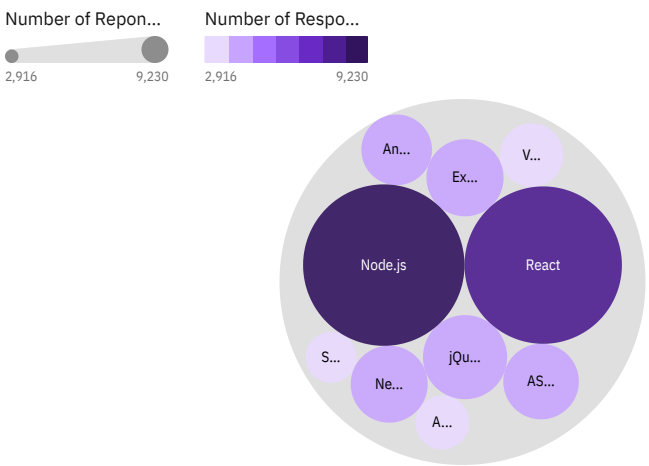 Number of Repon...
Number of Respo...
2,916
9,230
2,916
9,230
An...
Ex...
V...
Node.js
React
S...
jQu...
Ne...
AS...
A...